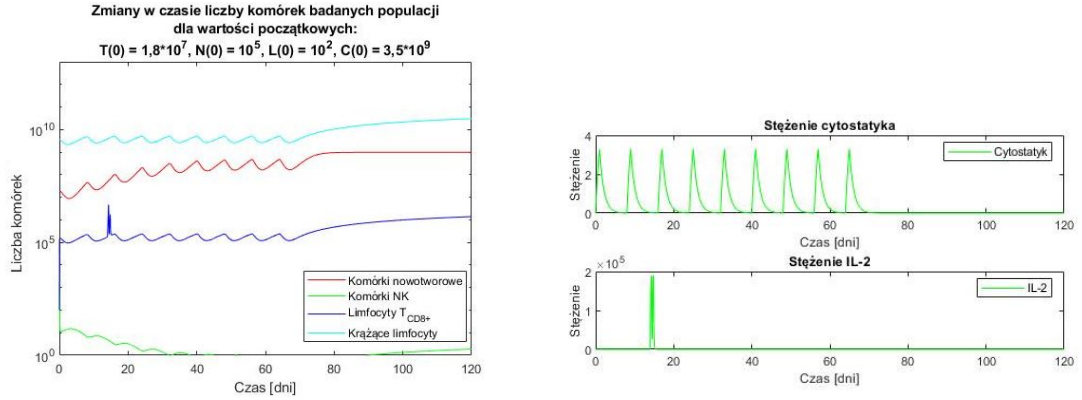 Zmiany w czasie liczby komórek badanych populacji
dla wartości początkowych:
T(0) = 1,8*10^7, N(0) = 10^5, L(0) = 10^2, C(0) = 3,5*10^9
10^10
10^5
10^0
Liczba komórek
Komórki nowotworowe
Komórki NK
Limfocyty T_CD8+
Krążące limfocyty
0 20 40 60 80 100 120
Czas [dni]
Stężenie cytostatyka
4
2
0
Stężenie
Cytostatyk
0 20 40 60 80 100 120
Czas [dni]
Stężenie IL-2
×10^5
2
1
0
Stężenie
IL-2
0 20 40 60 80 100 120
Czas [dni]